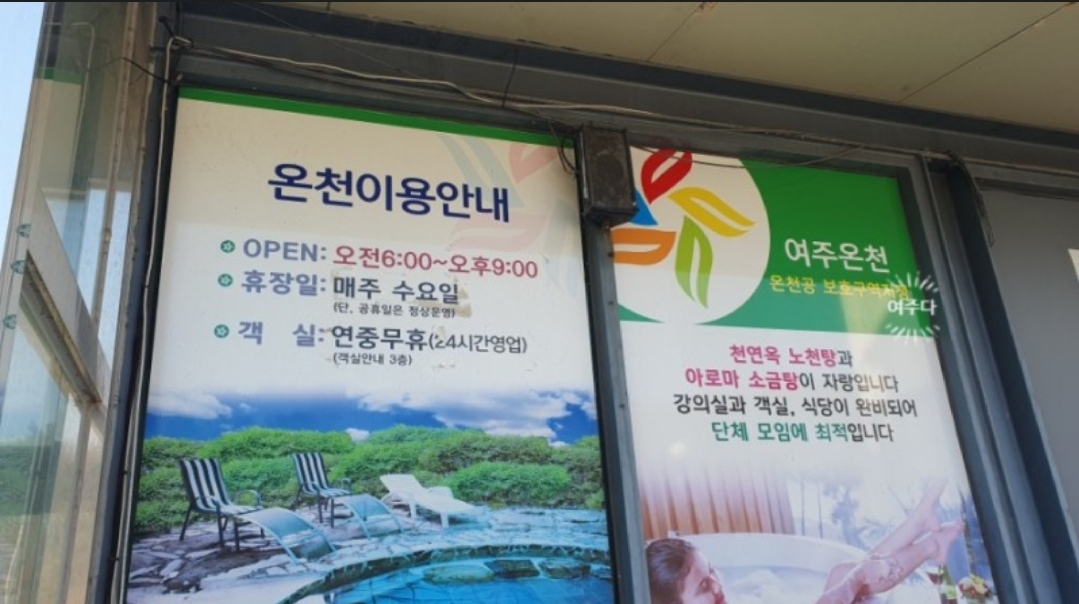 온천이용안내
OPEN: 오전6:00~오후9:00
휴장일: 매주 수요일
(단, 공휴일은 정상운영)
객 실: 연중무휴(24시간영업)
(객실안내 3층)
여주온천
온천공 보호구역지정
여주다
천연옥 노천탕과
아로마 소금탕이 자랑입니다
강의실과 객실, 식당이 완비되어
단체 모임에 최적입니다